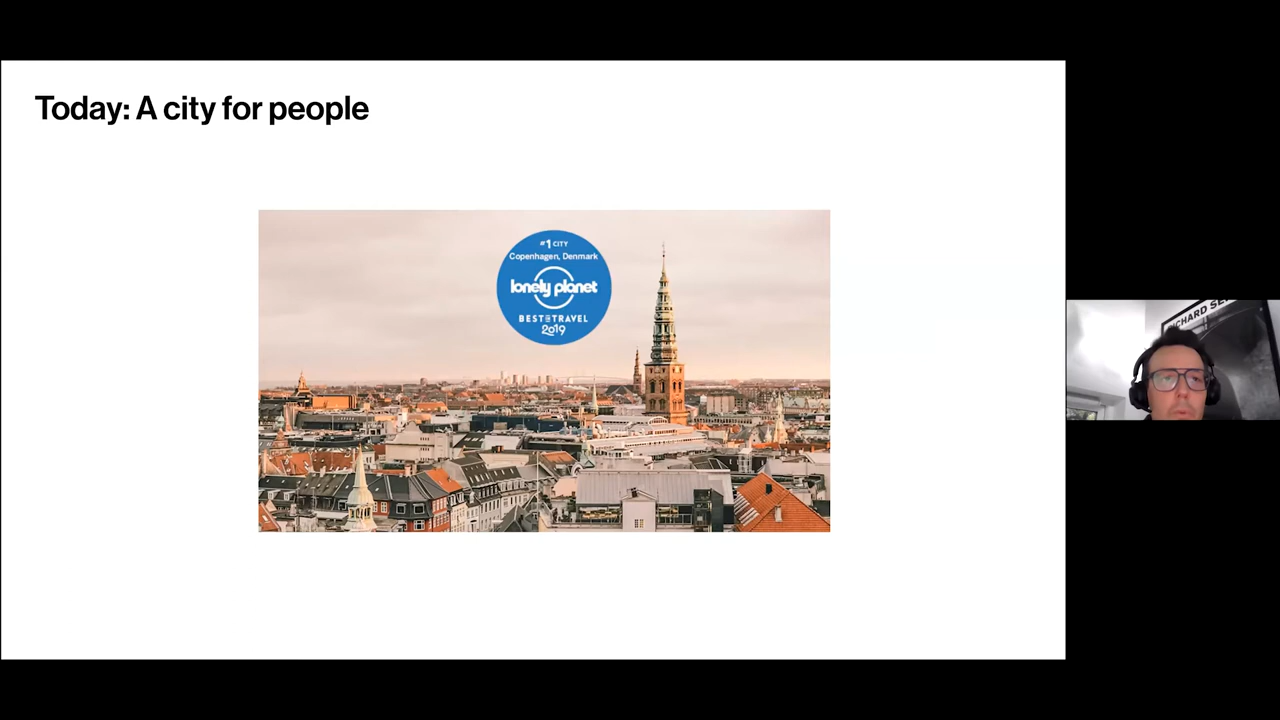 Today: A city for people
#1 CITY
Copenhagen, Denmark
lonely planet
BEST IN TRAVEL
2019